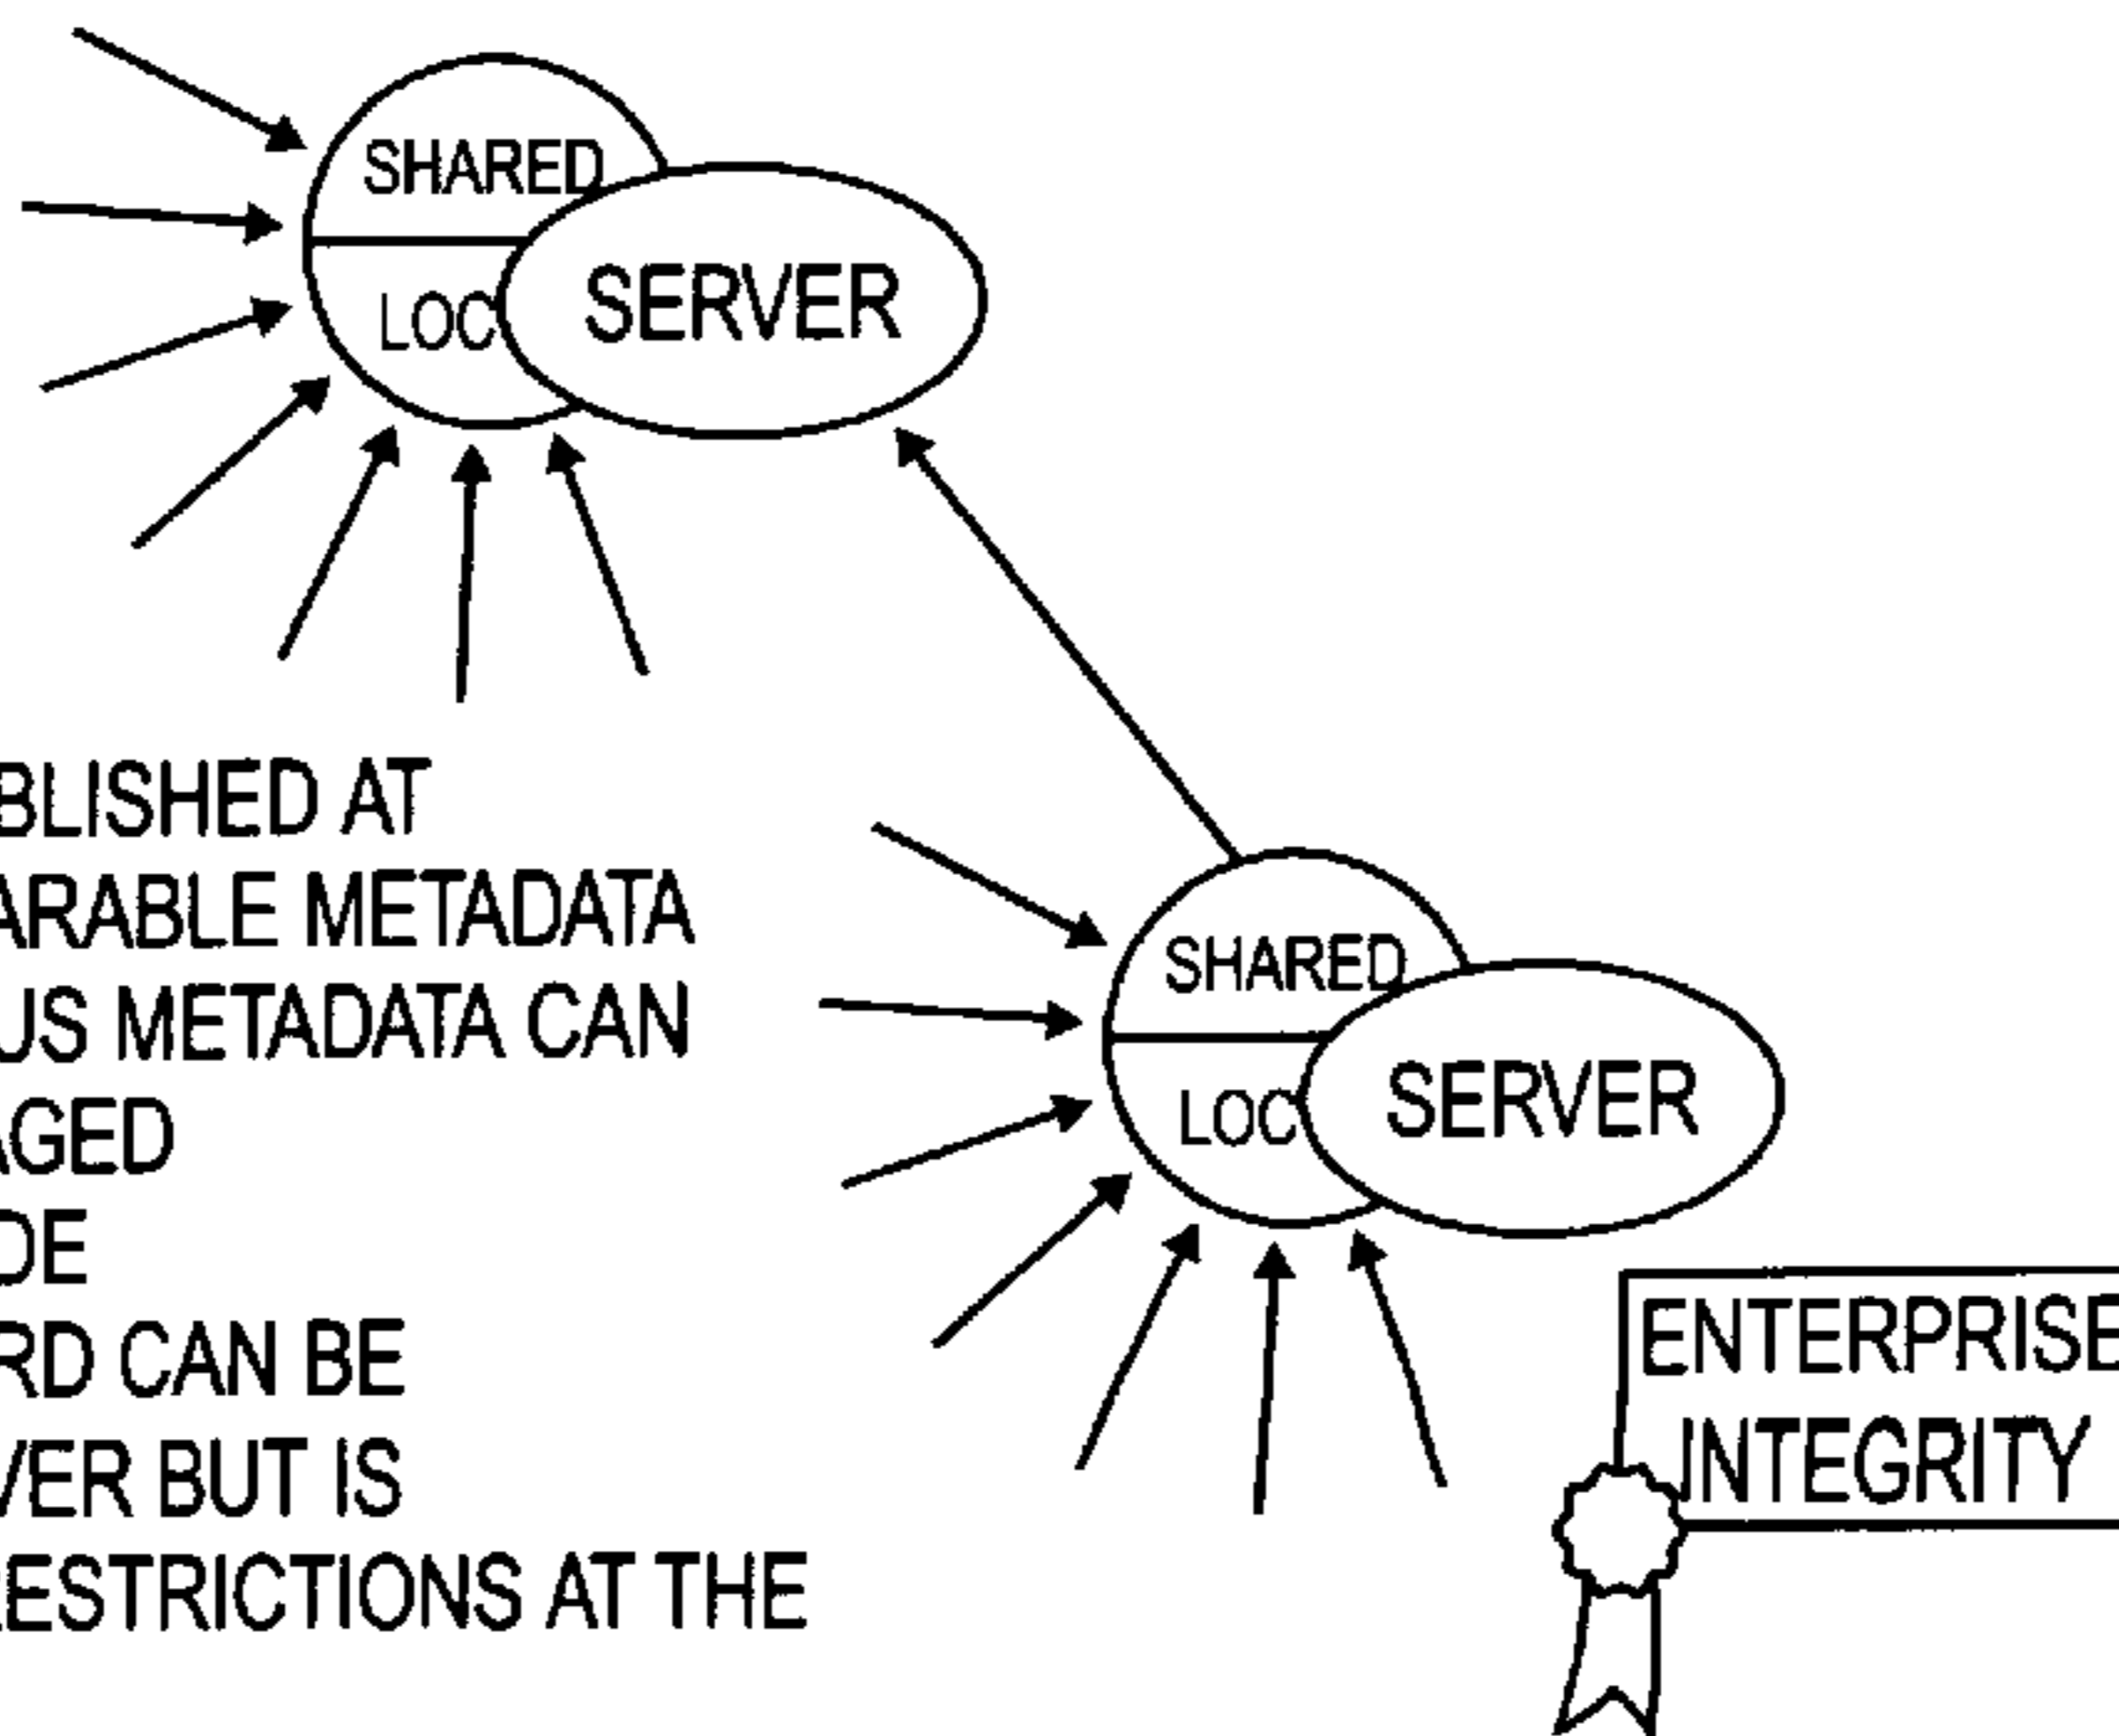 SHARED
LOC
SERVER
BLISHED AT
ARABLE METADATA
US METADATA CAN
AGED
DE
RD CAN BE
VER BUT IS
ESTRICTIONS AT THE
SHARED
LOC
SERVER
ENTERPRISE
INTEGRITY